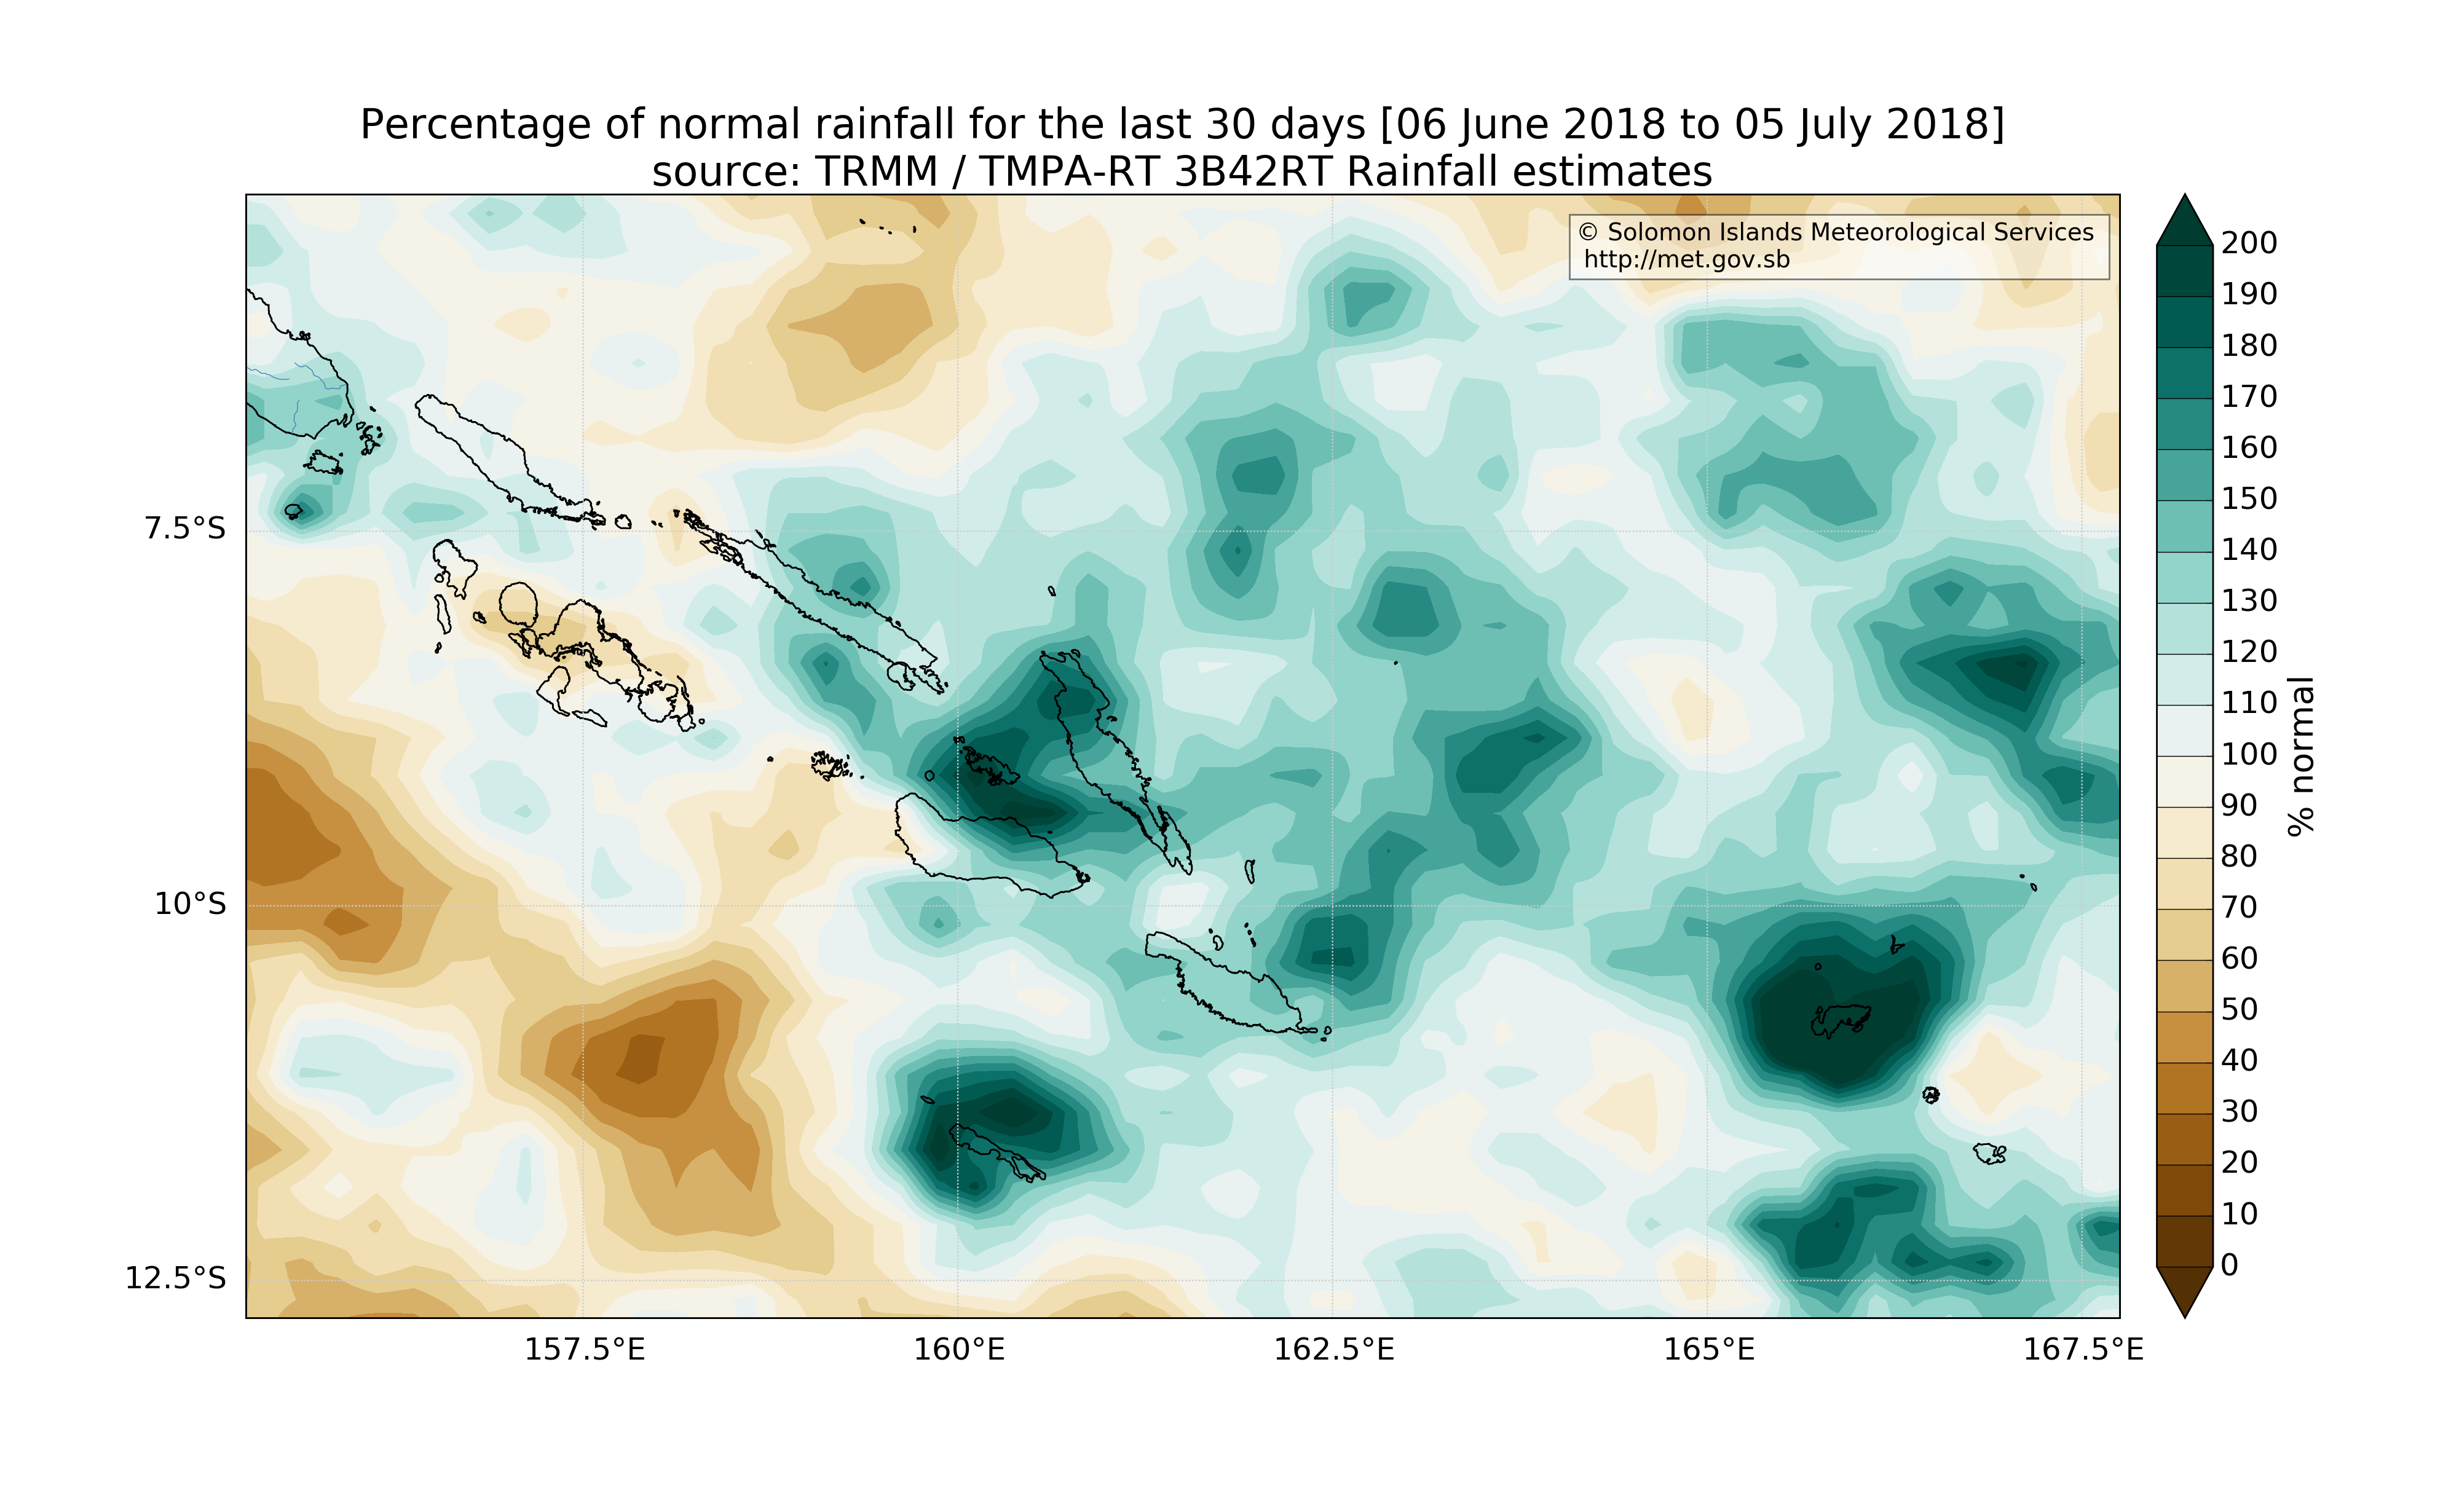 Percentage of normal rainfall for the last 30 days [06 June 2018 to 05 July 2018]
source: TRMM / TMPA-RT 3B42RT Rainfall estimates
© Solomon Islands Meteorological Services
http://met.gov.sb
7.5°S
10°S
12.5°S
157.5°E
160°E
162.5°E
165°E
167.5°E
200
190
180
170
160
150
140
130
120
110
100
90
80
70
60
50
40
30
20
10
0
% normal